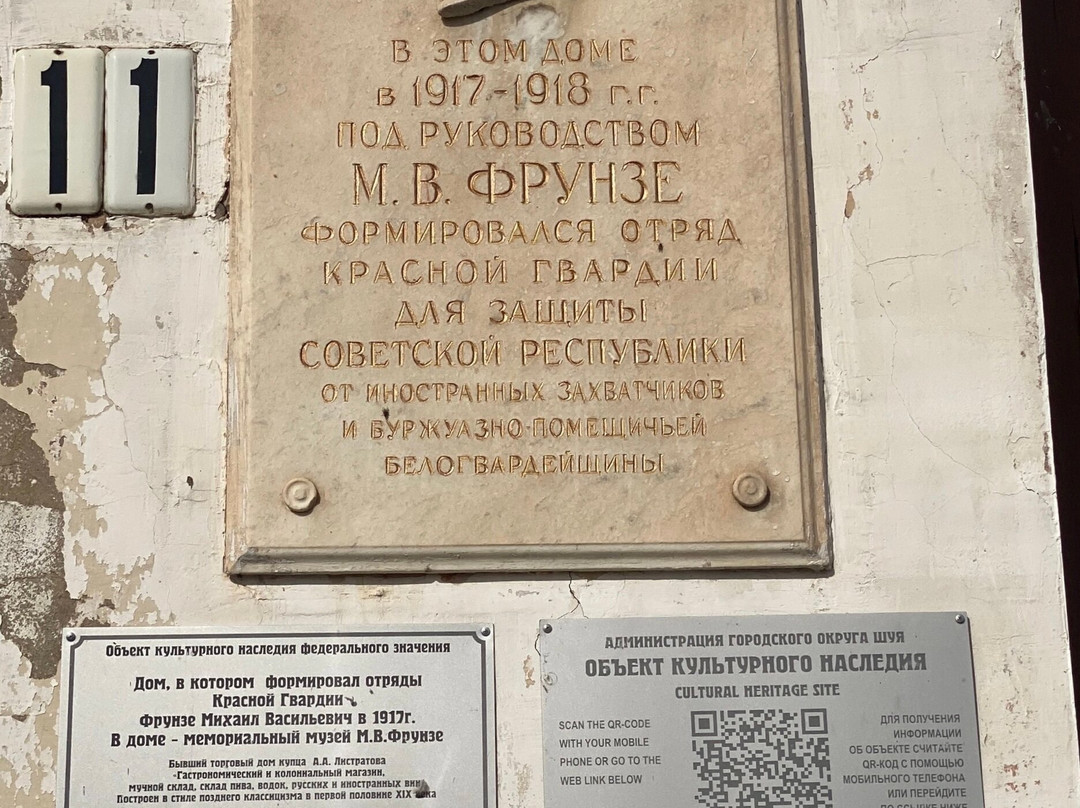 11
В ЭТОМ ДОМЕ
В 1917-1918 Г.Г.
ПОД РУКОВОДСТВОМ
М.В. ФРУНЗЕ
ФОРМИРОВАЛСЯ ОТРЯД
КРАСНОЙ ГВАРДИИ
ДЛЯ ЗАЩИТЫ
СОВЕТСКОЙ РЕСПУБЛИКИ
ОТ ИНОСТРАННЫХ ЗАХВАТЧИКОВ
И БУРЖУАЗНО-ПОМЕЩИЧЬЕЙ
БЕЛОГВАРДЕЙЩИНЫ
Объект культурного наследия федерального значения
Дом, в котором формировал отряды
Красной Гвардии
Фрунзе Михаил Васильевич в 1917г.
В доме - мемориальный музей М.В.Фрунзе
Бывший торговый дом купца А.А. Листратова
-Гастрономический и колониальный магазин,
мучной склад, склад пива, водок, русских и иностранных вин
Построен в стиле позднего классицизма в первой половине XIX века
АДМИНИСТРАЦИЯ ГОРОДСКОГО ОКРУГА ШУЯ
ОБЪЕКТ КУЛЬТУРНОГО НАСЛЕДИЯ
CULTURAL HERITAGE SITE
SCAN THE QR-CODE
WITH YOUR MOBILE
PHONE OR GO TO THE
WEB LINK BELOW
ДЛЯ ПОЛУЧЕНИЯ
ИНФОРМАЦИИ
ОБ ОБЪЕКТЕ СЧИТАЙТЕ
QR-КОД С ПОМОЩЬЮ
МОБИЛЬНОГО ТЕЛЕФОНА
ИЛИ ПЕРЕЙДИТЕ
ПО ССЫЛКЕ НИЖЕ